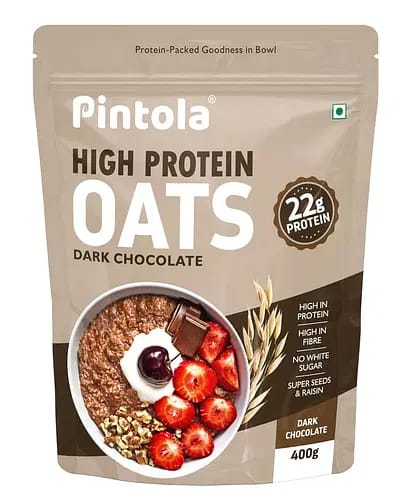 Protein-Packed Goodness in Bowl
Pintola®
HIGH PROTEIN
OATS
DARK CHOCOLATE
22g
PROTEIN
HIGH IN
PROTEIN
HIGH IN
FIBRE
NO WHITE
SUGAR
SUPER SEEDS
& RAISIN
DARK
CHOCOLATE
400g